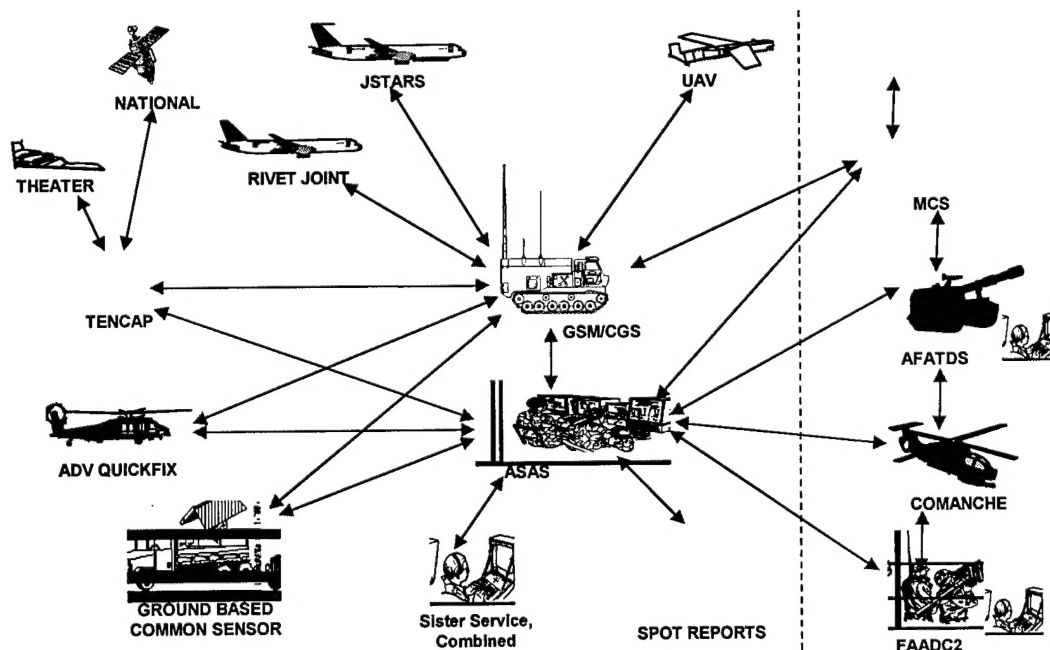 NATIONAL
JSTARS
UAV
THEATER
RIVET JOINT
MCS
TENCAP
GSM/CGS
AFATDS
ADV QUICKFIX
ASAS
COMANCHE
GROUND BASED
COMMON SENSOR
Sister Service,
Combined
SPOT REPORTS
FAADC2